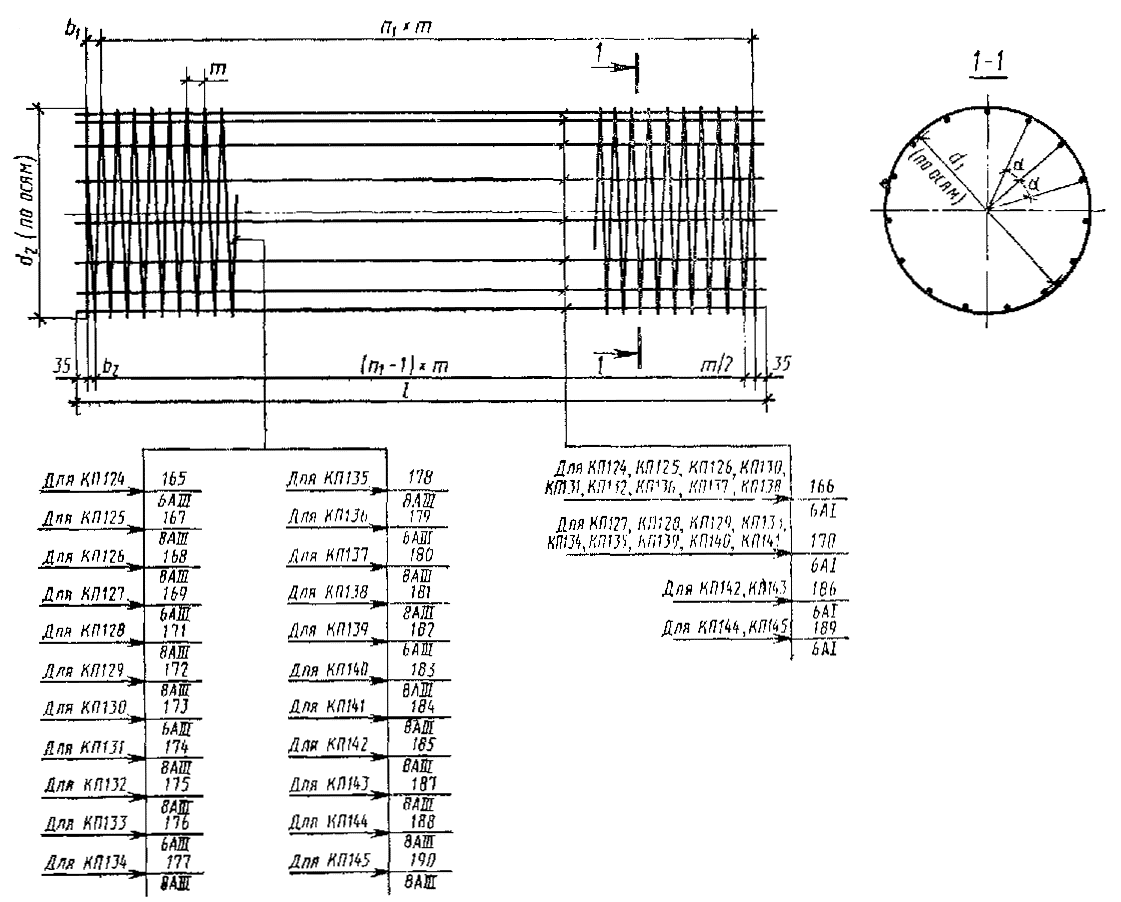 b₁
n₁ × m
m
1
1-1
d₂ (по осям)
d₁
(по осям)
α
α
35
b₂
(n₁-1) × m
1
m/2
35
l
Для КП124 165
6АIII
Для КП125 167
8АIII
Для КП126 168
8АIII
Для КП127 169
6АIII
Для КП128 171
8АIII
Для КП129 172
8АIII
Для КП130 173
6АIII
Для КП131 174
8АIII
Для КП132 175
8АIII
Для КП133 176
6АIII
Для КП134 177
8АIII
Для КП135 178
8АIII
Для КП136 179
6АIII
Для КП137 180
8АIII
Для КП138 181
8АIII
Для КП139 182
6АIII
Для КП140 183
8АIII
Для КП141 184
8АIII
Для КП142 185
8АIII
Для КП143 187
8АIII
Для КП144 188
8АIII
Для КП145 190
8АIII
Для КП124, КП125, КП126, КП130,
КП131, КП132, КП136, КП137, КП138 166
6АI
Для КП127, КП128, КП129, КП133,
КП134, КП135, КП139, КП140, КП141 170
6АI
Для КП142, КП143 186
6АI
Для КП144, КП145 189
6АI